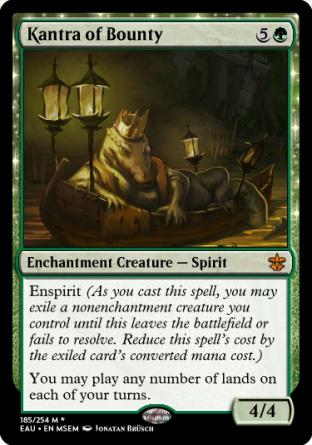 Kantra of Bounty 5
Enchantment Creature — Spirit
Enspirit (As you cast this spell, you may
exile a nonenchantment creature you
control until this leaves the battlefield or
fails to resolve. Reduce this spell's cost by
the exiled card's converted mana cost.)
You may play any number of lands on
each of your turns.
4/4
185/254 M *
EAU • EN MSEM Jonatan Brüsch